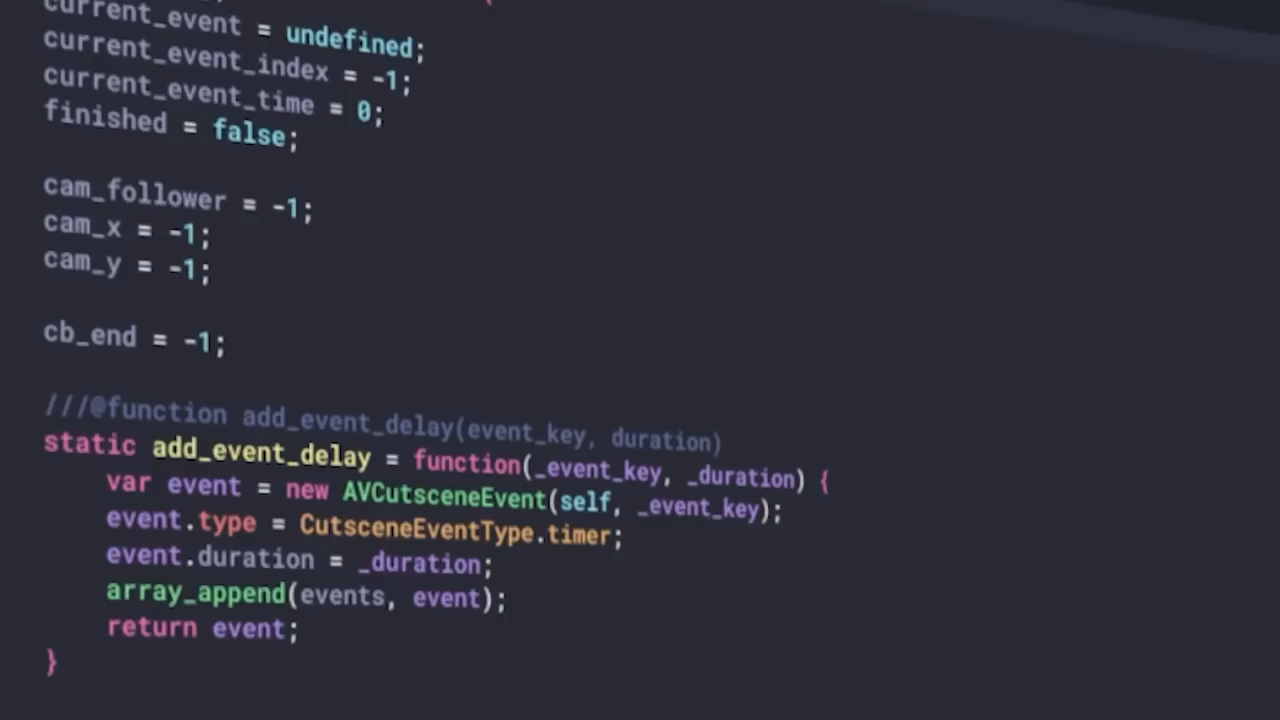 current_event = undefined;
current_event_index = -1;
current_event_time = 0;
finished = false;
cam_follower = -1;
cam_x = -1;
cam_y = -1;
cb_end = -1;
///@function add_event_delay(event_key, duration)
static add_event_delay = function(_event_key, _duration) {
    var event = new AVCutsceneEvent(self, _event_key);
    event.type = CutsceneEventType.timer;
    event.duration = _duration;
    array_append(events, event);
    return event;
}